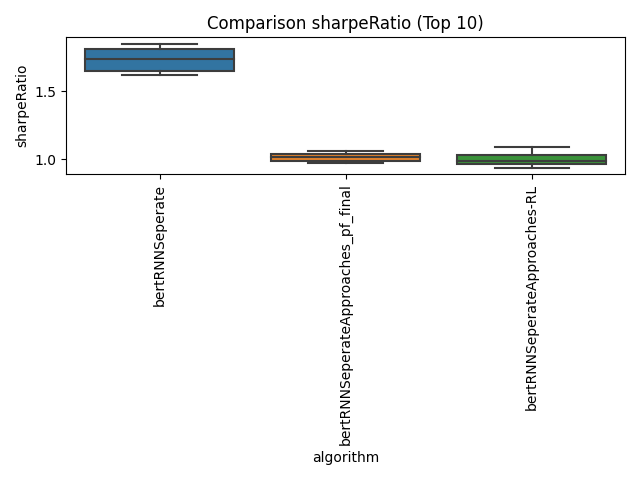 Comparison sharpeRatio (Top 10)
sharpeRatio
1.5
1.0
bertRNNSeperate
bertRNNSeperateApproaches_pf_final
bertRNNSeperateApproaches-RL
algorithm